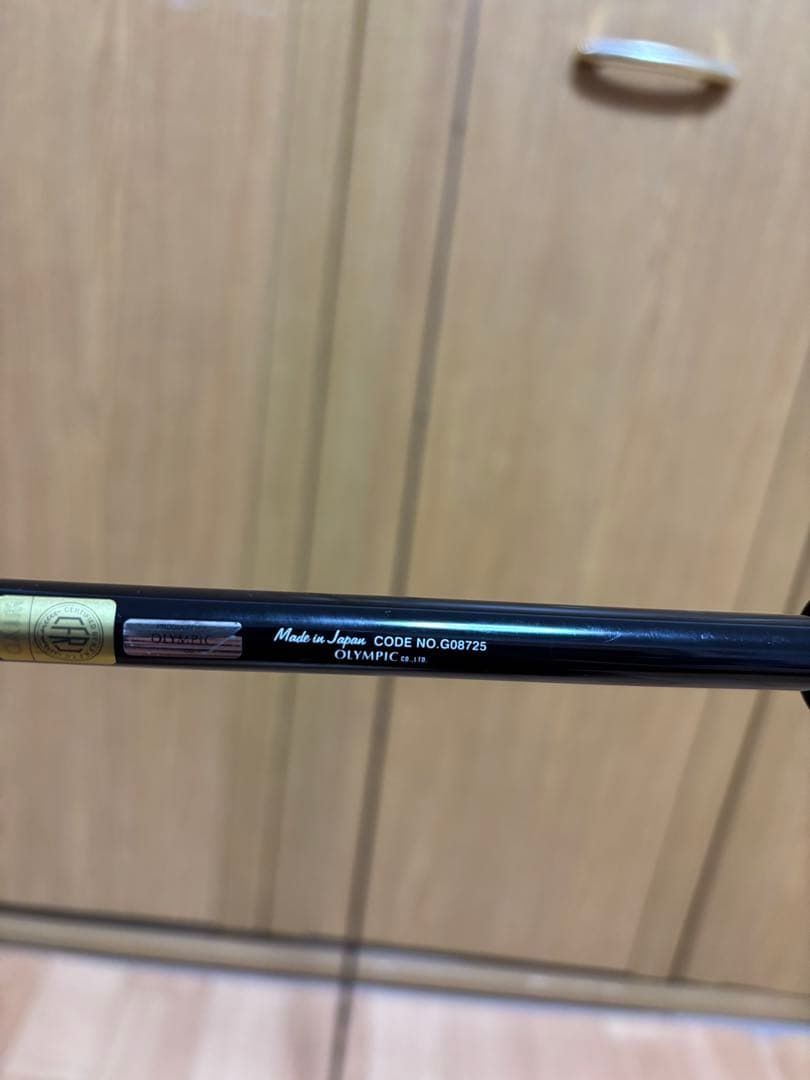 Made in Japan CODE NO.G08725
OLYMPIC CO.,LTD.
OLYMPIC